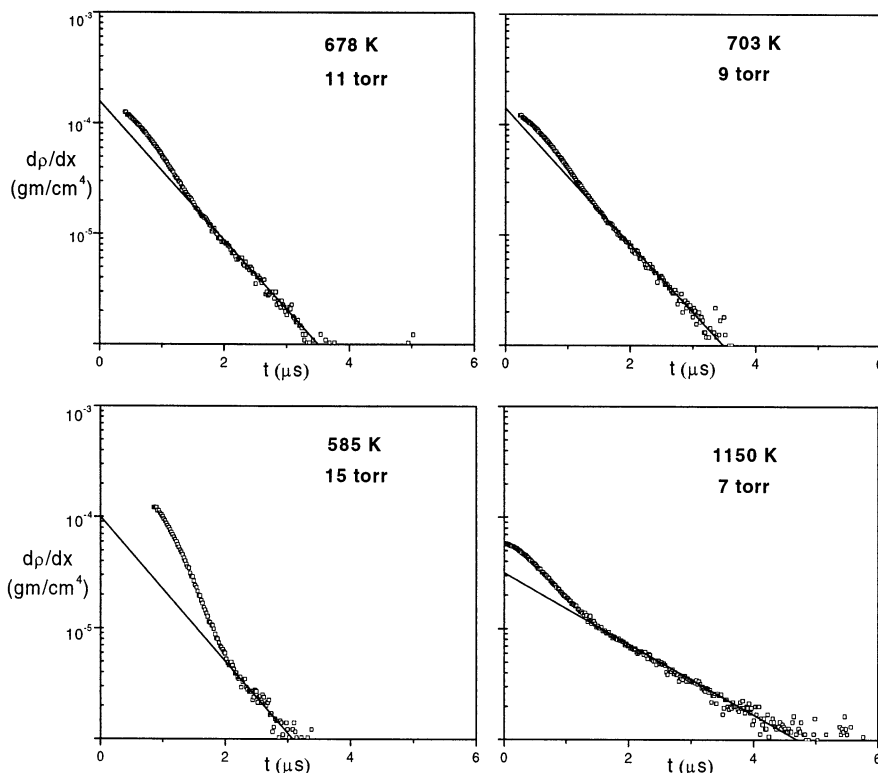 10⁻³
678 K
11 torr
10⁻⁴
dρ/dx
(gm/cm⁴)
10⁻⁵
0 2 4 6
t (μs)
703 K
9 torr
0 2 4 6
t (μs)
10⁻³
585 K
15 torr
10⁻⁴
dρ/dx
(gm/cm⁴)
10⁻⁵
0 2 4 6
t (μs)
1150 K
7 torr
0 2 4 6
t (μs)